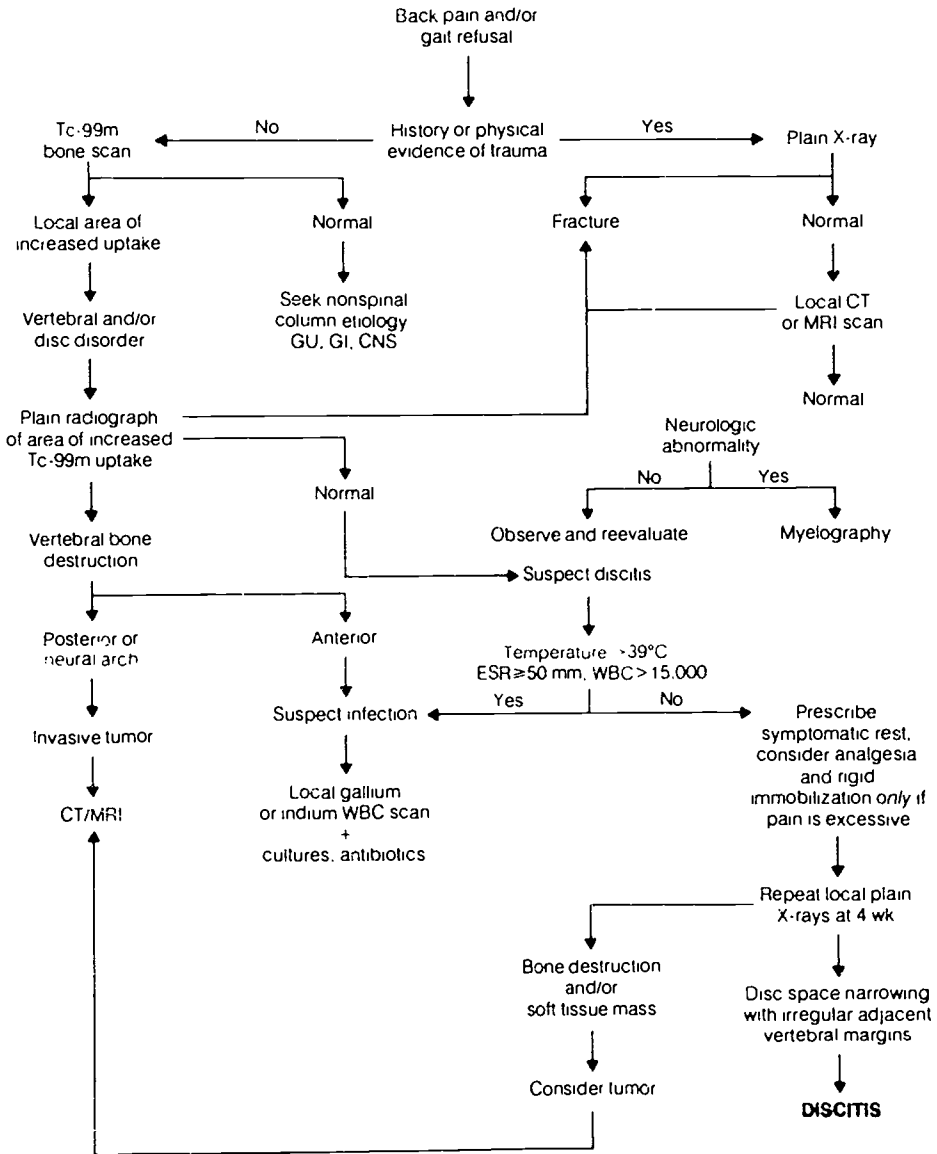 Back pain and/or
gait refusal
Tc-99m
bone scan
No
History or physical
evidence of trauma
Yes
Plain X-ray
Local area of
increased uptake
Normal
Fracture
Normal
Vertebral and/or
disc disorder
Seek nonspinal
column etiology
GU, GI, CNS
Local CT
or MRI scan
Normal
Plain radiograph
of area of increased
Tc-99m uptake
Neurologic
abnormality
No
Yes
Normal
Observe and reevaluate
Myelography
Vertebral bone
destruction
Suspect discitis
Posterior or
neural arch
Anterior
Temperature >39°C
ESR≥50 mm, WBC>15.000
Yes
No
Invasive tumor
Suspect infection
Prescribe
symptomatic rest,
consider analgesia
and rigid
immobilization only if
pain is excessive
CT/MRI
Local gallium
or indium WBC scan
+
cultures, antibiotics
Repeat local plain
X-rays at 4 wk
Bone destruction
and/or
soft tissue mass
Disc space narrowing
with irregular adjacent
vertebral margins
Consider tumor
DISCITIS